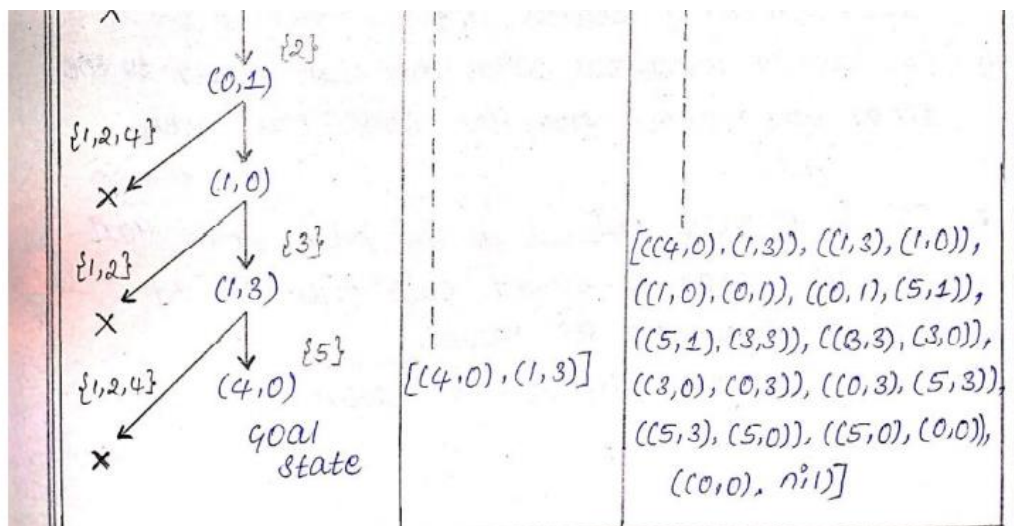 {2}
(0,1)
{1,2,4}
(1,0)
{3}
{1,2}
(1,3)
{5}
{1,2,4}
(4,0)
Goal
State
[(4,0), (1,3)]
[((4,0), (1,3)), ((1,3), (1,0)),
((1,0), (0,1)), ((0,1), (5,1)),
((5,1), (3,3)), ((3,3), (3,0)),
((3,0), (0,3)), ((0,3), (5,3)),
((5,3), (5,0)), ((5,0), (0,0)),
((0,0), nil)]